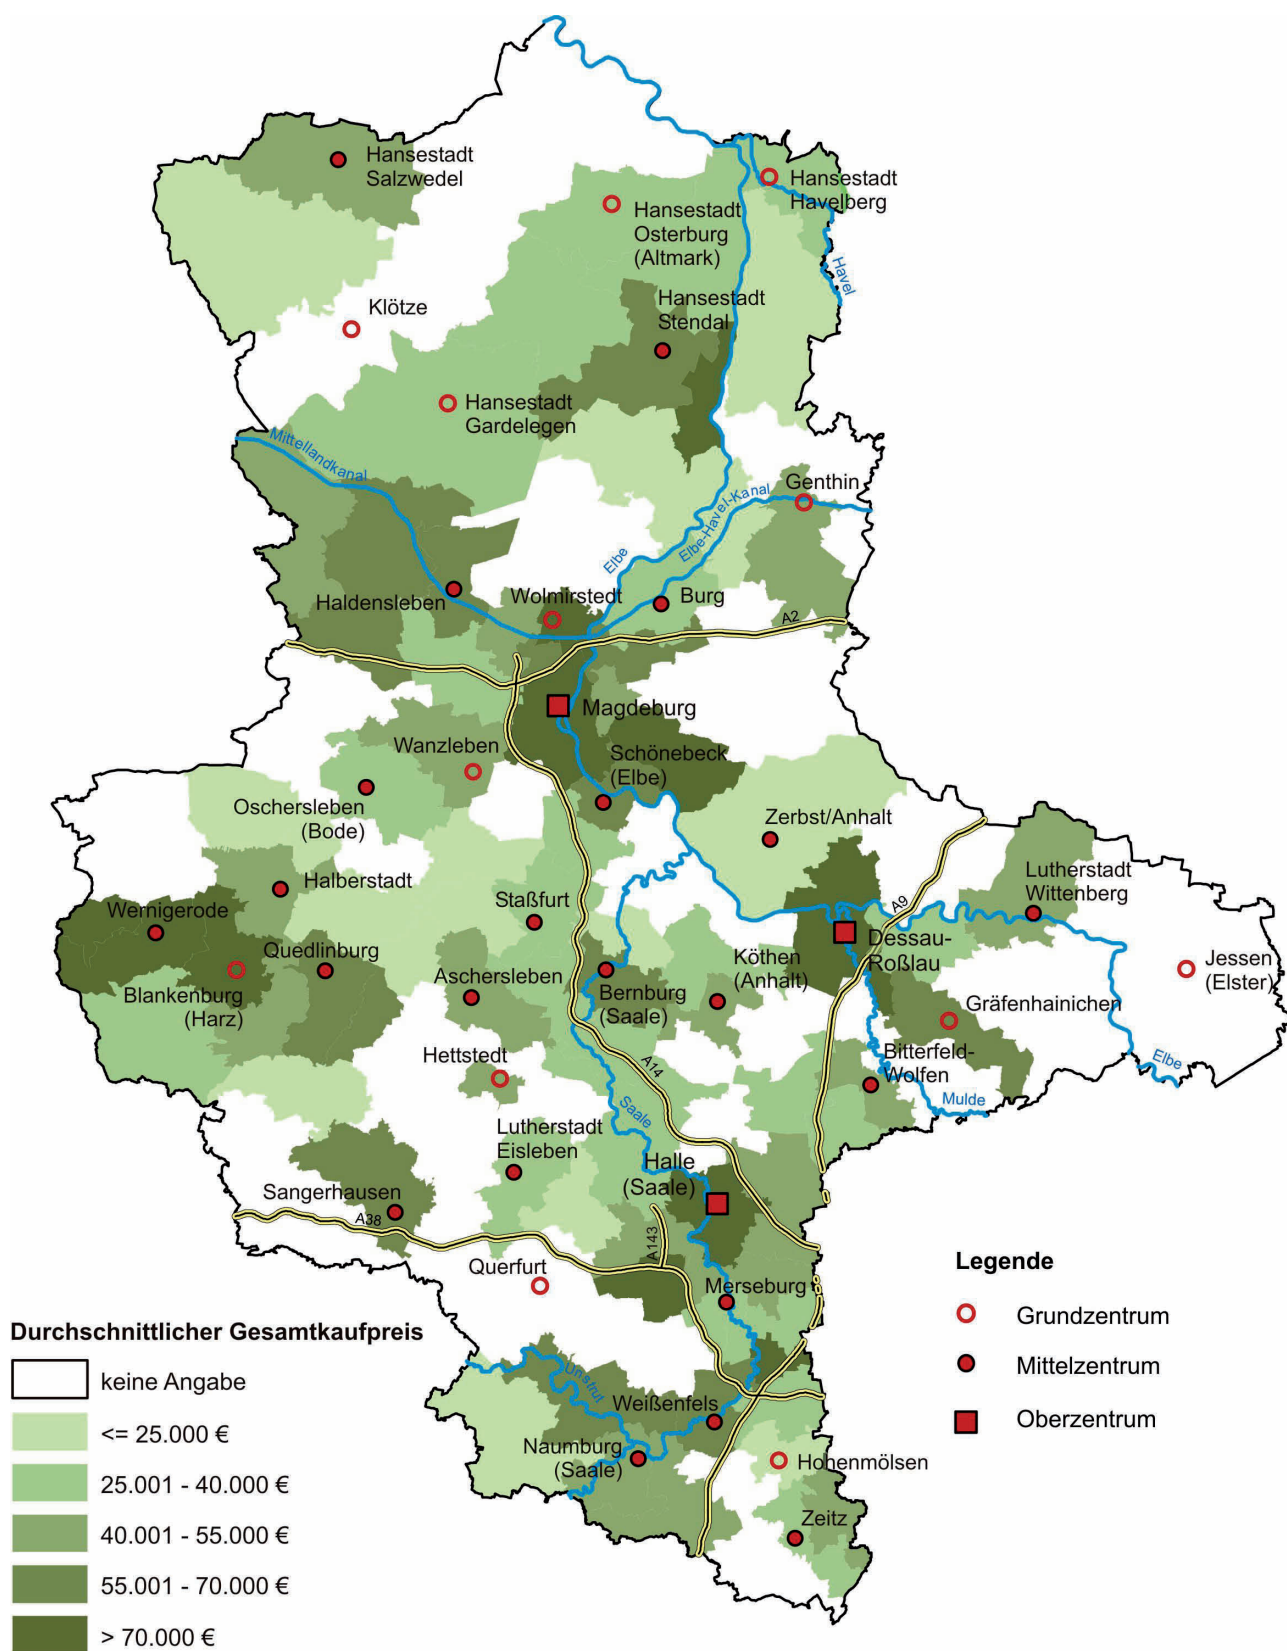 Hansestadt
Salzwedel
Hansestadt
Havelberg
Hansestadt
Osterburg
(Altmark)
Havel
Klötze
Hansestadt
Stendal
Hansestadt
Gardelegen
Mittellandkanal
Genthin
Elbe-Havel-Kanal
Elbe
Haldensleben
Wolmirstedt
Burg
A2
Magdeburg
Wanzleben
Schönebeck
(Elbe)
Oschersleben
(Bode)
Zerbst/Anhalt
Halberstadt
Lutherstadt
Wittenberg
Wernigerode
Staßfurt
A9
Quedlinburg
Dessau-
Roßlau
Köthen
(Anhalt)
Jessen
(Elster)
Aschersleben
Bernburg
(Saale)
Blankenburg
(Harz)
Gräfenhainichen
Hettstedt
A14
Bitterfeld-
Wolfen
Elbe
Mulde
Saale
Lutherstadt
Eisleben
Halle
(Saale)
Sangerhausen
A38
A143
Querfurt
Merseburg
Unstrut
Weißenfels
Naumburg
(Saale)
Hohenmölsen
Zeitz
Legende
Grundzentrum
Mittelzentrum
Oberzentrum
Durchschnittlicher Gesamtkaufpreis
keine Angabe
<= 25.000 €
25.001 - 40.000 €
40.001 - 55.000 €
55.001 - 70.000 €
> 70.000 €